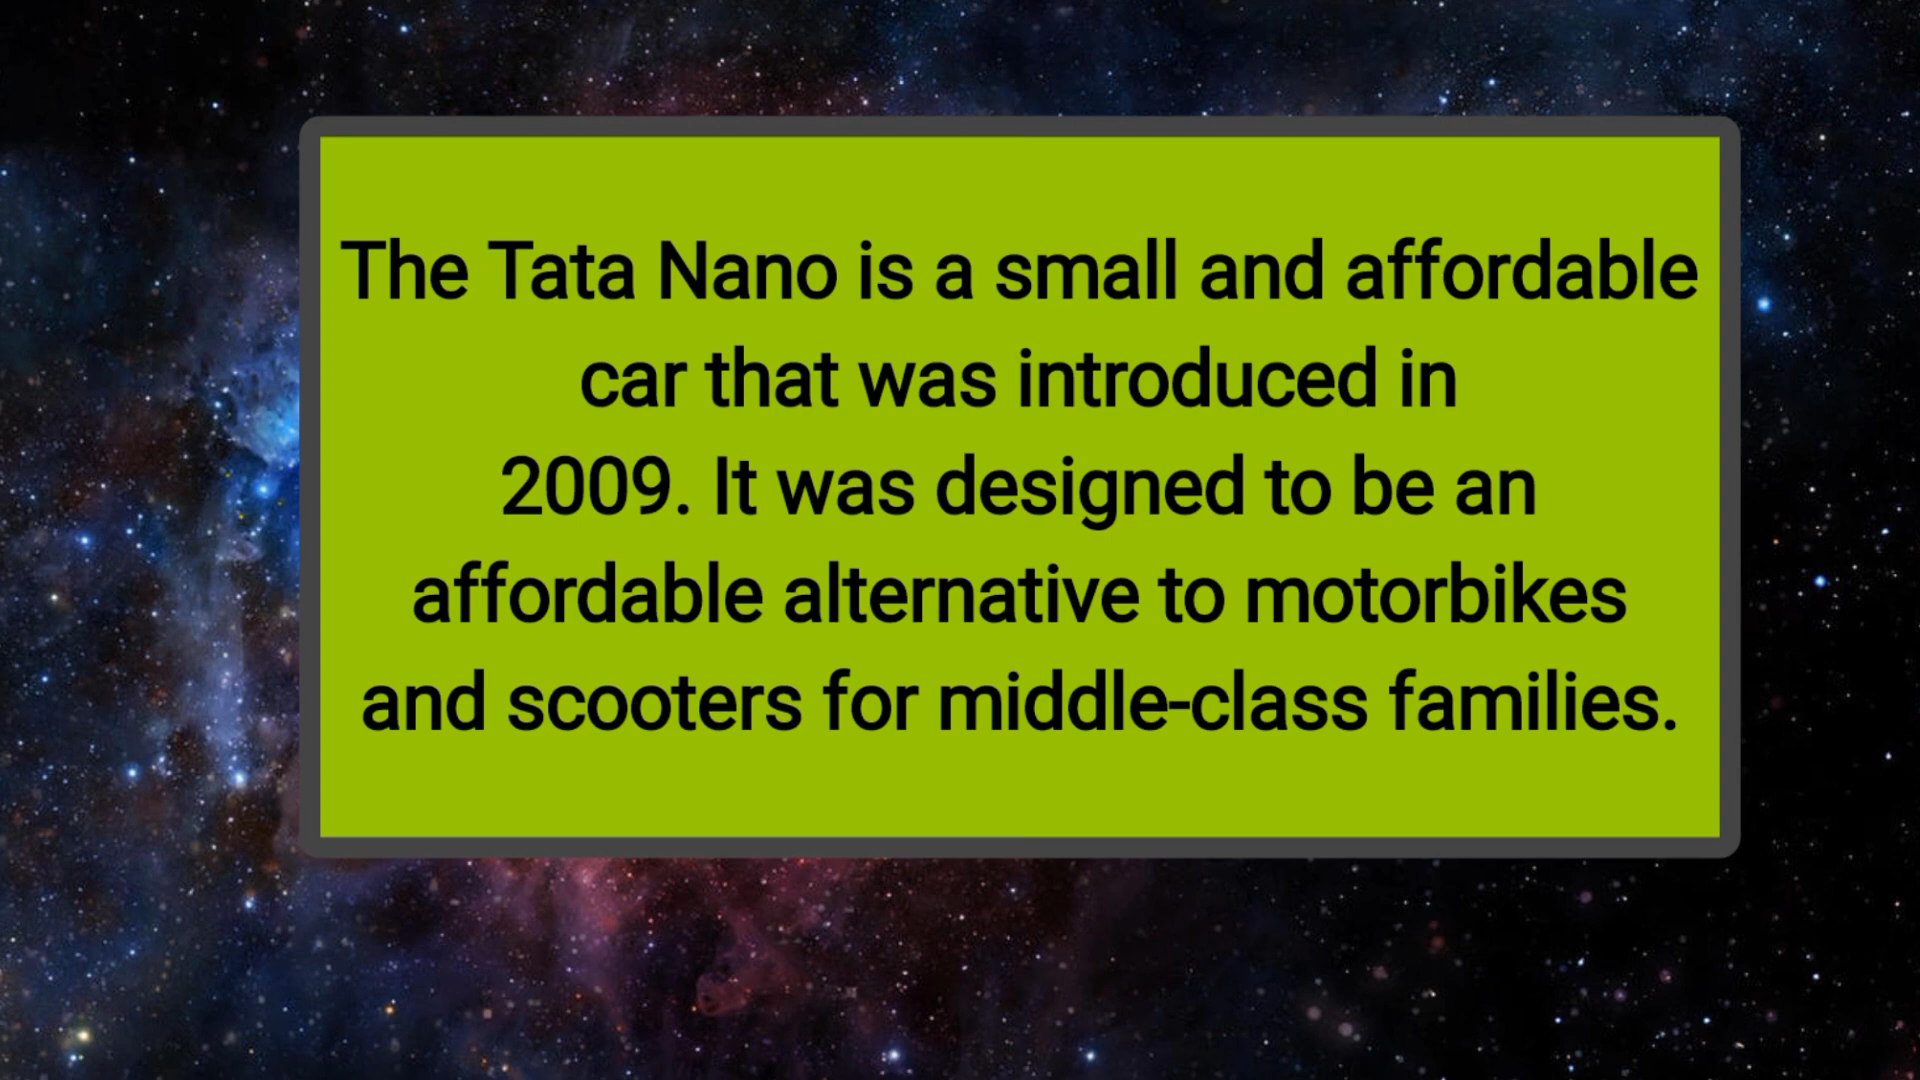 The Tata Nano is a small and affordable
car that was introduced in
2009. It was designed to be an
affordable alternative to motorbikes
and scooters for middle-class families.